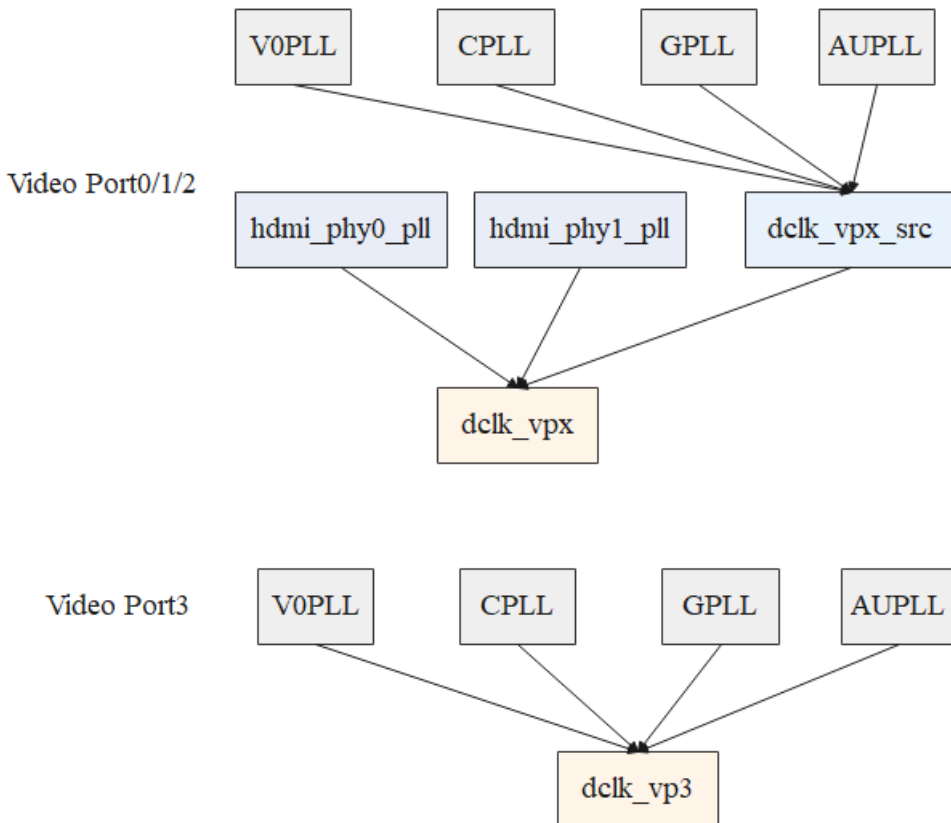 V0PLL CPLL GPLL AUPLL
Video Port0/1/2
hdmi_phy0_pll hdmi_phy1_pll dclk_vpx_src
dclk_vpx
Video Port3 V0PLL CPLL GPLL AUPLL
dclk_vp3